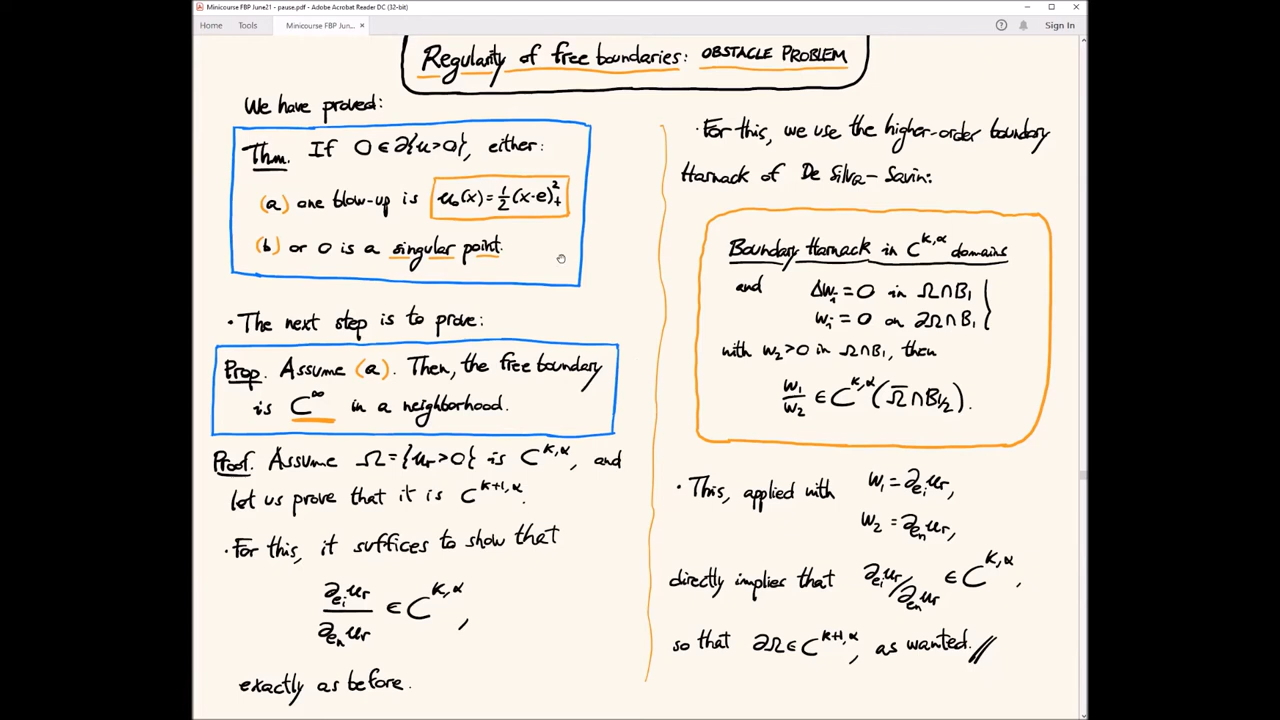 Minicourse FBP June21 - pause.pdf - Adobe Acrobat Reader DC (32-bit)
Home Tools Minicourse FBP Jun... × Sign In
Regularity of free boundaries: OBSTACLE PROBLEM
We have proved:
Thm. If 0 ∈ ∂{u>0}, either:
(a) one blow-up is u₀(x)=½(x·e)₊²
(b) or 0 is a singular point.
· The next step is to prove:
Prop. Assume (a). Then, the free boundary
is C^∞ in a neighborhood.
Proof. Assume Ω={u_r>0} is C^{k,α}, and
let us prove that it is C^{k+1,α}.
· For this, it suffices to show that
∂_{e_i}u_r / ∂_{e_n}u_r ∈ C^{k,α},
exactly as before.
· For this, we use the higher-order boundary
Harnack of De Silva–Savin:
Boundary Harnack in C^{k,α} domains
and Δw_i = 0 in Ω∩B₁
w_i = 0 on ∂Ω∩B₁
with w₂>0 in Ω∩B₁, then
w₁/w₂ ∈ C^{k,α}(Ω̄∩B_{1/2}).
· This, applied with w₁ = ∂_{e_i}u_r,
w₂ = ∂_{e_n}u_r,
directly implies that ∂_{e_i}u_r/∂_{e_n}u_r ∈ C^{k,α},
so that ∂Ω∈C^{k+1,α}, as wanted.//